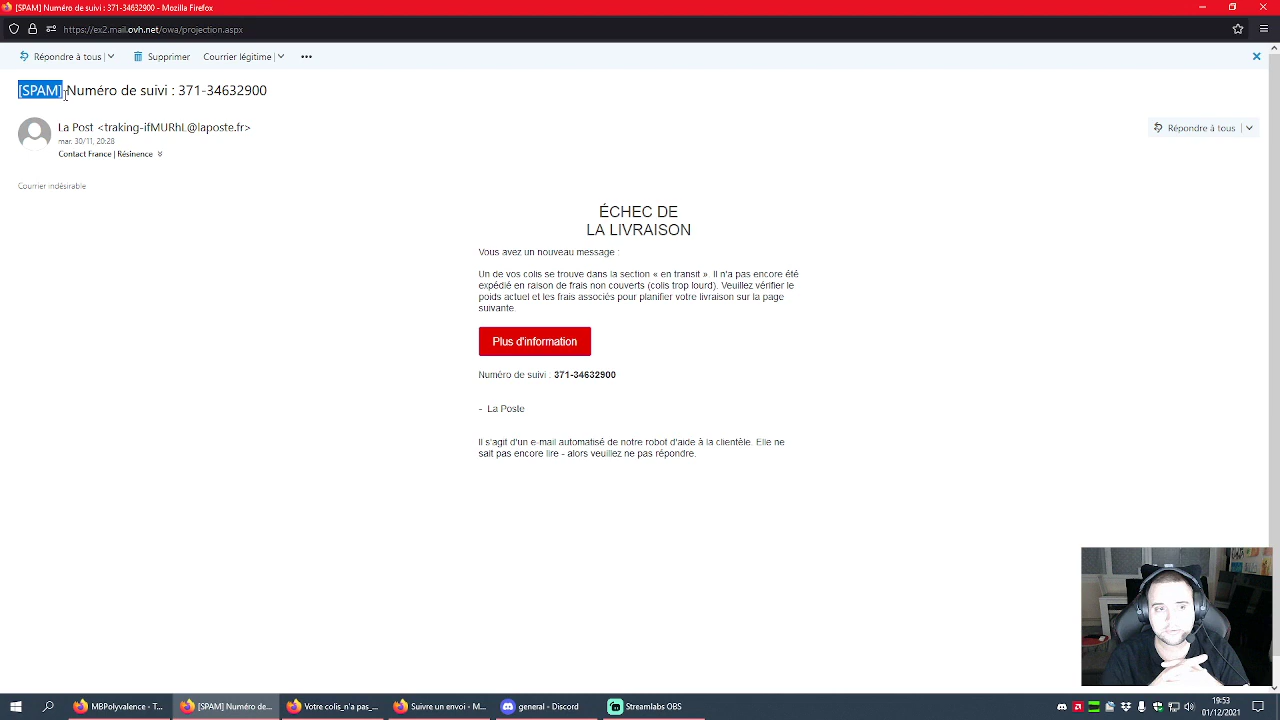 [SPAM] Numéro de suivi : 371-34632900 - Mozilla Firefox
https://ex2.mail.ovh.net/owa/projection.aspx
Répondre à tous
Supprimer
Courrier légitime
[SPAM] Numéro de suivi : 371-34632900
La Post <traking-ifMURhL@laposte.fr>
mar. 30/11, 20:28
Contact France | Résinence
Répondre à tous
Courrier indésirable
ÉCHEC DE
LA LIVRAISON
Vous avez un nouveau message :
Un de vos colis se trouve dans la section « en transit ». Il n'a pas encore été
expédié en raison de frais non couverts (colis trop lourd). Veuillez vérifier le
poids actuel et les frais associés pour planifier votre livraison sur la page
suivante.
Plus d'information
Numéro de suivi : 371-34632900
- La Poste
Il s'agit d'un e-mail automatisé de notre robot d'aide à la clientèle. Elle ne
sait pas encore lire - alors veuillez ne pas répondre.
MBPolyvalence - T...
[SPAM] Numéro de...
Votre colis_n'a pas_...
Suivre un envoi - M...
general - Discord
Streamlabs OBS
19:53
01/12/2021